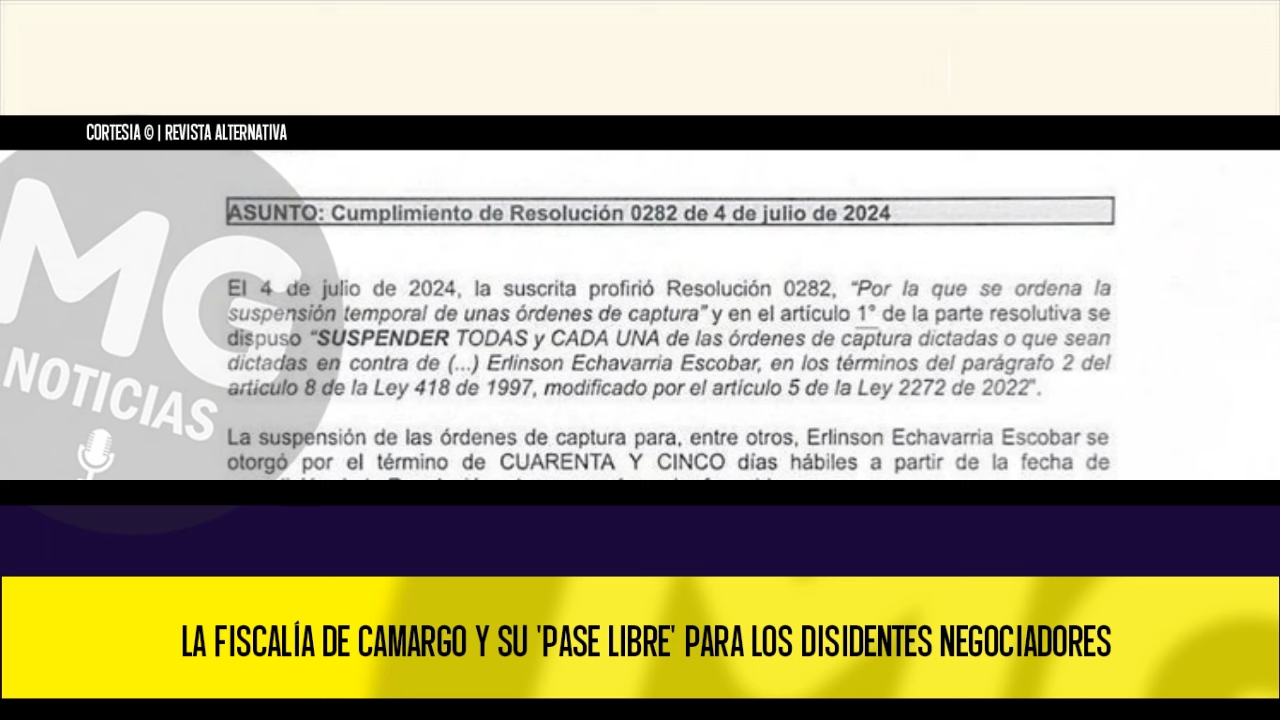 CORTESIA © | REVISTA ALTERNATIVA
MG
NOTICIAS
ASUNTO: Cumplimiento de Resolución 0282 de 4 de julio de 2024
El 4 de julio de 2024, la suscrita profirió Resolución 0282, "Por la que se ordena la
suspensión temporal de unas órdenes de captura" y en el artículo 1° de la parte resolutiva se
dispuso "SUSPENDER TODAS y CADA UNA de las órdenes de captura dictadas o que sean
dictadas en contra de (...) Erlinson Echavarria Escobar, en los términos del parágrafo 2 del
artículo 8 de la Ley 418 de 1997, modificado por el artículo 5 de la Ley 2272 de 2022".
La suspensión de las órdenes de captura para, entre otros, Erlinson Echavarria Escobar se
otorgó por el término de CUARENTA Y CINCO días hábiles a partir de la fecha de
LA FISCALÍA DE CAMARGO Y SU 'PASE LIBRE' PARA LOS DISIDENTES NEGOCIADORES